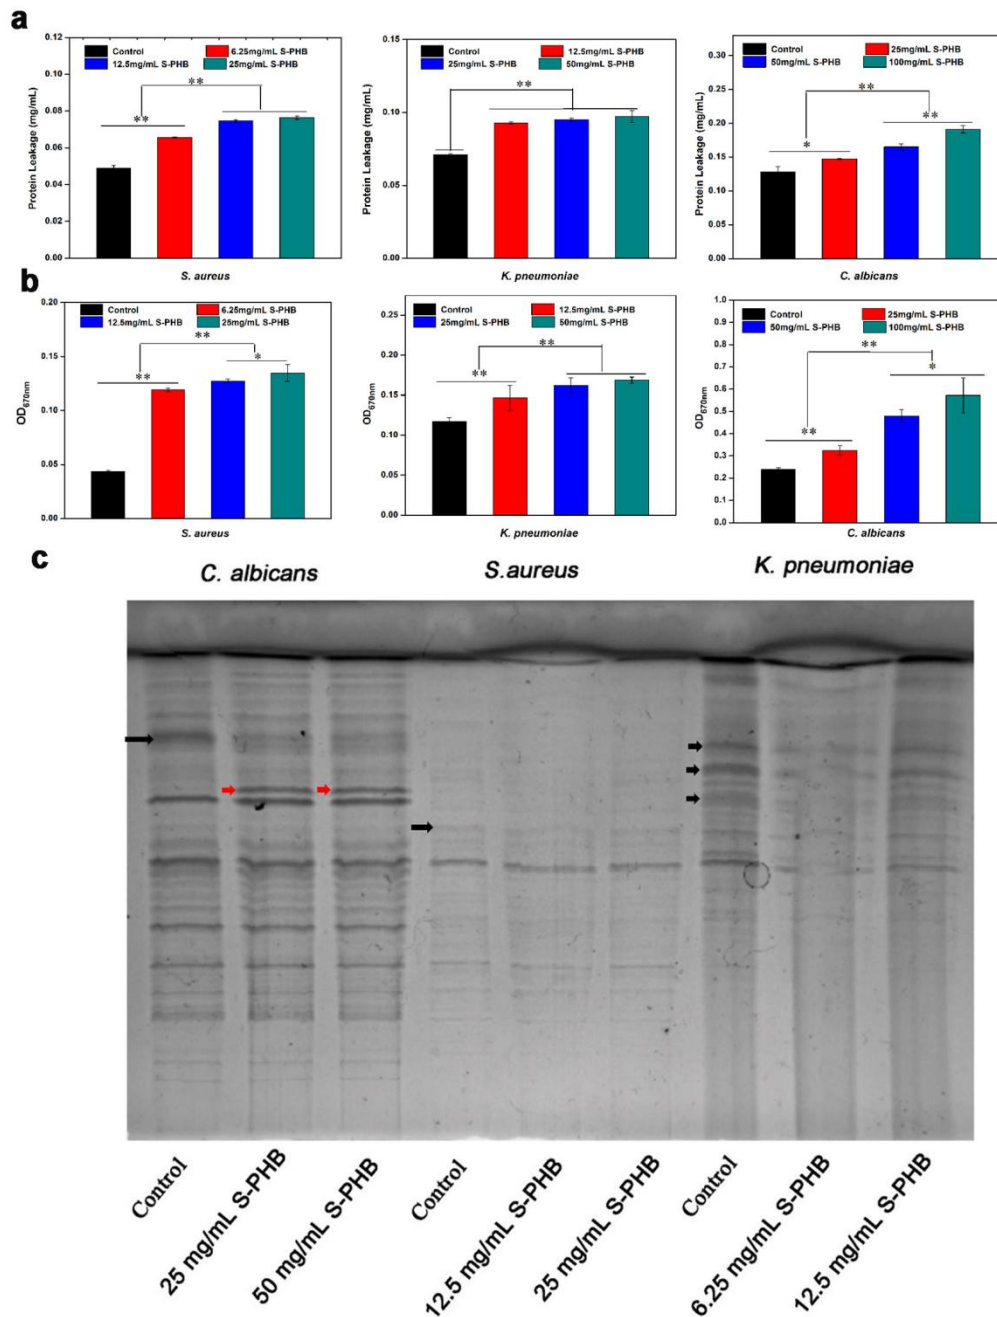 a
Control 6.25mg/mL S-PHB
12.5mg/mL S-PHB 25mg/mL S-PHB
Protein Leakage (mg/mL)
0.12
0.10
0.08
0.06
0.04
0.02
0.00
**
**
S. aureus
Control 12.5mg/mL S-PHB
25mg/mL S-PHB 50mg/mL S-PHB
Protein Leakage (mg/mL)
0.15
0.10
0.05
0.00
**
K. pneumoniae
Control 25mg/mL S-PHB
50mg/mL S-PHB 100mg/mL S-PHB
Protein Leakage (mg/mL)
0.30
0.25
0.20
0.15
0.10
0.05
0.00
**
**
*
C. albicans
b
Control 6.25mg/mL S-PHB
12.5mg/mL S-PHB 25mg/mL S-PHB
OD670nm
0.20
0.15
0.10
0.05
0.00
**
*
**
S. aureus
Control 12.5mg/mL S-PHB
25mg/mL S-PHB 50mg/mL S-PHB
OD670nm
0.25
0.20
0.15
0.10
0.05
0.00
**
**
K. pneumoniae
Control 25mg/mL S-PHB
50mg/mL S-PHB 100mg/mL S-PHB
OD670nm
1.0
0.9
0.8
0.7
0.6
0.5
0.4
0.3
0.2
0.1
0.0
**
*
**
C. albicans
c
C. albicans S.aureus K. pneumoniae
Control
25 mg/mL S-PHB
50 mg/mL S-PHB
Control
12.5 mg/mL S-PHB
25 mg/mL S-PHB
Control
6.25 mg/mL S-PHB
12.5 mg/mL S-PHB